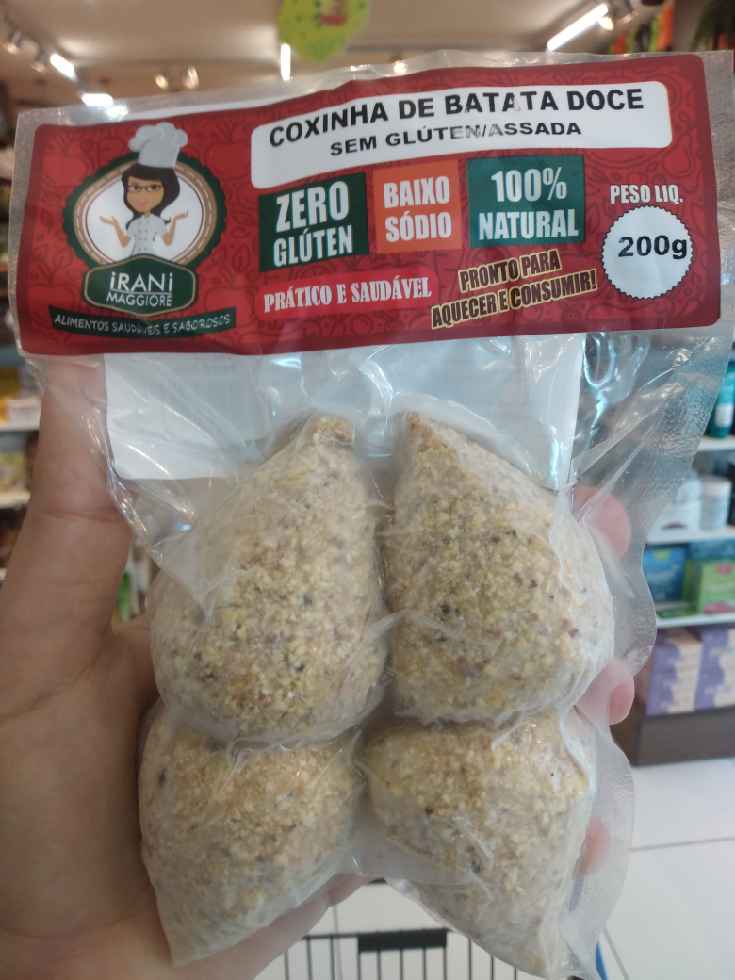 COXINHA DE BATATA DOCE
SEM GLÚTEN/ASSADA
ZERO
GLÚTEN
BAIXO
SÓDIO
100%
NATURAL
PESO LIQ.
200g
iRANi
MAGGIORE
ALIMENTOS SAUDÁVEIS E SABOROSOS
PRÁTICO E SAUDÁVEL
PRONTO PARA
AQUECER E CONSUMIR!